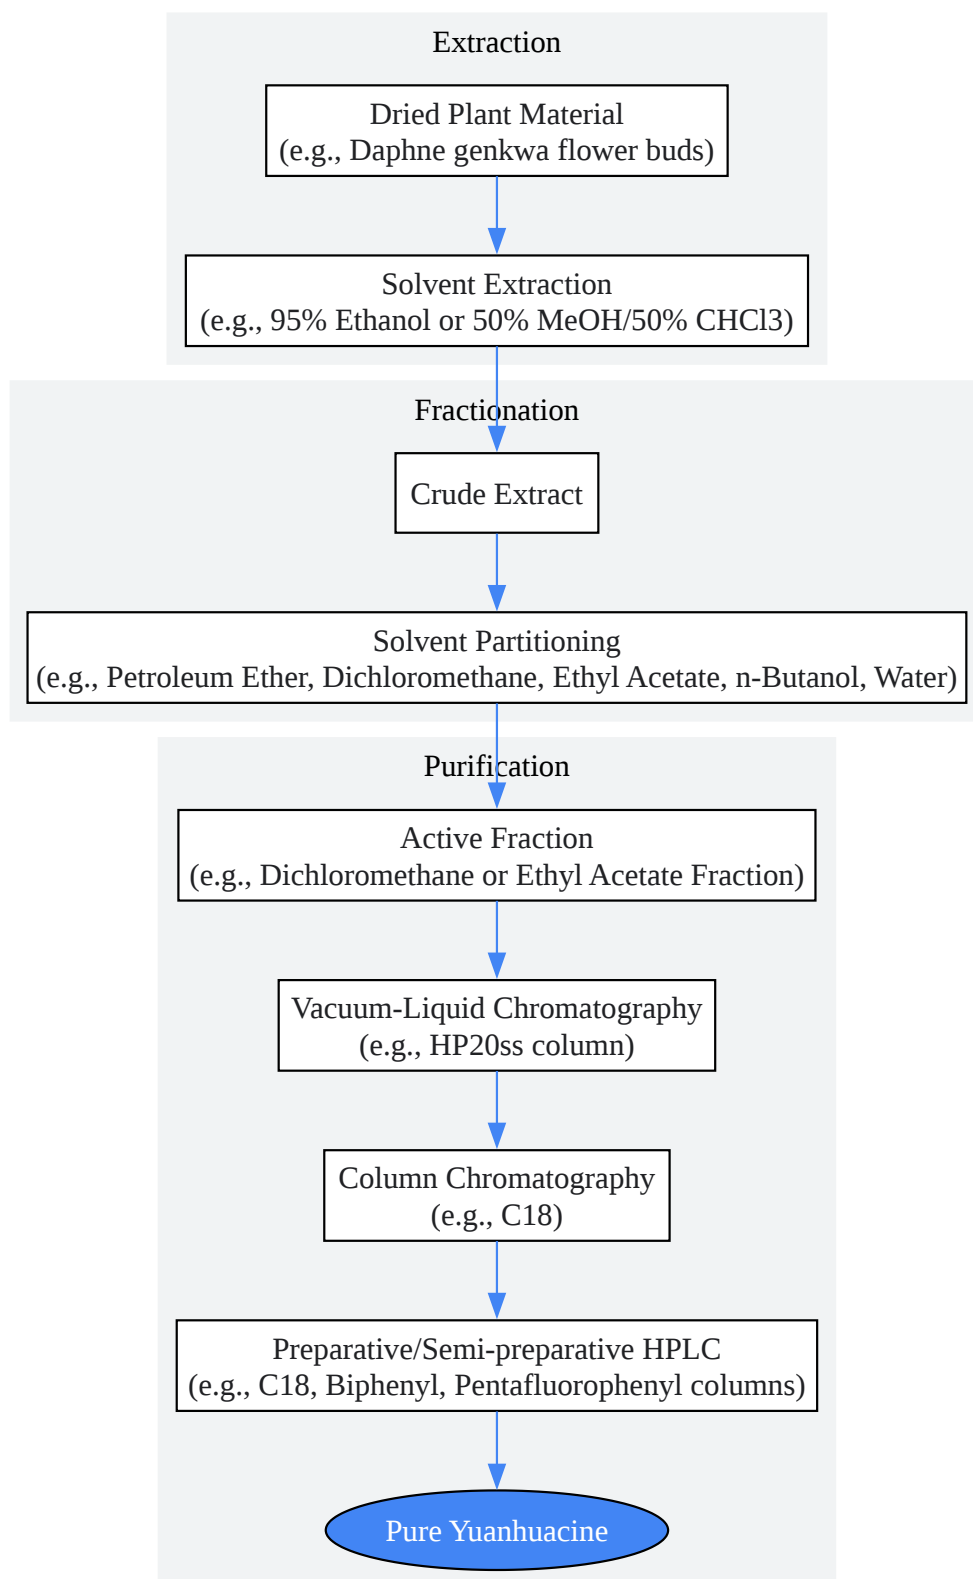 Extraction
Dried Plant Material
(e.g., Daphne genkwa flower buds)
Solvent Extraction
(e.g., 95% Ethanol or 50% MeOH/50% CHCl3)
Fractionation
Crude Extract
Solvent Partitioning
(e.g., Petroleum Ether, Dichloromethane, Ethyl Acetate, n-Butanol, Water)
Purification
Active Fraction
(e.g., Dichloromethane or Ethyl Acetate Fraction)
Vacuum-Liquid Chromatography
(e.g., HP20ss column)
Column Chromatography
(e.g., C18)
Preparative/Semi-preparative HPLC
(e.g., C18, Biphenyl, Pentafluorophenyl columns)
Pure Yuanhuacine